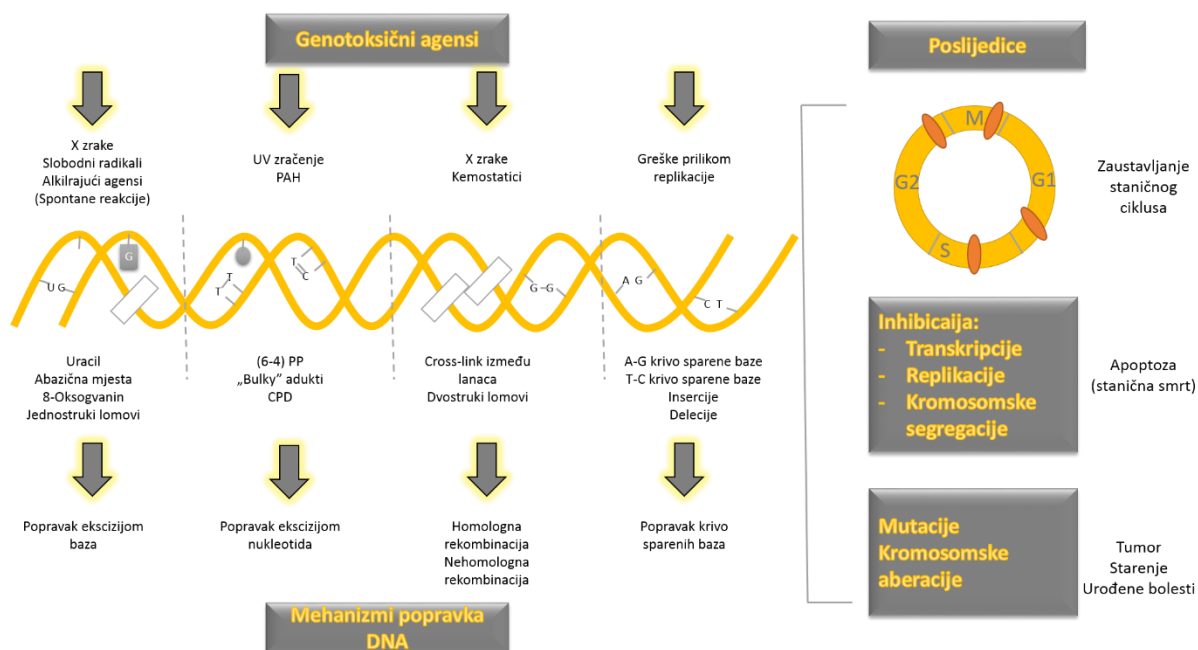 Genotoksični agensi
X zrake
Slobodni radikali
Alkilrajući agensi
(Spontane reakcije)
UV zračenje
PAH
X zrake
Kemostatici
Greške prilikom
replikacije
U G
G
T
T
T
C
G-G
A G
C T
Uracil
Abazična mjesta
8-Oksogvanin
Jednostruki lomovi
(6-4) PP
„Bulky” adukti
CPD
Cross-link između
lanaca
Dvostruki lomovi
A-G krivo sparene baze
T-C krivo sparene baze
Insercije
Delecije
Popravak ekscizijom
baza
Popravak ekscizijom
nukleotida
Homologna
rekombinacija
Nehomologna
rekombinacija
Popravak krivo
sparenih baza
Mehanizmi popravka
DNA
Poslijedice
M
G2
G1
S
Zaustavljanje
staničnog
ciklusa
Inhibicaija:
- Transkripcije
- Replikacije
- Kromosomske
segregacije
Apoptoza
(stanična smrt)
Mutacije
Kromosomske
aberacije
Tumor
Starenje
Urođene bolesti